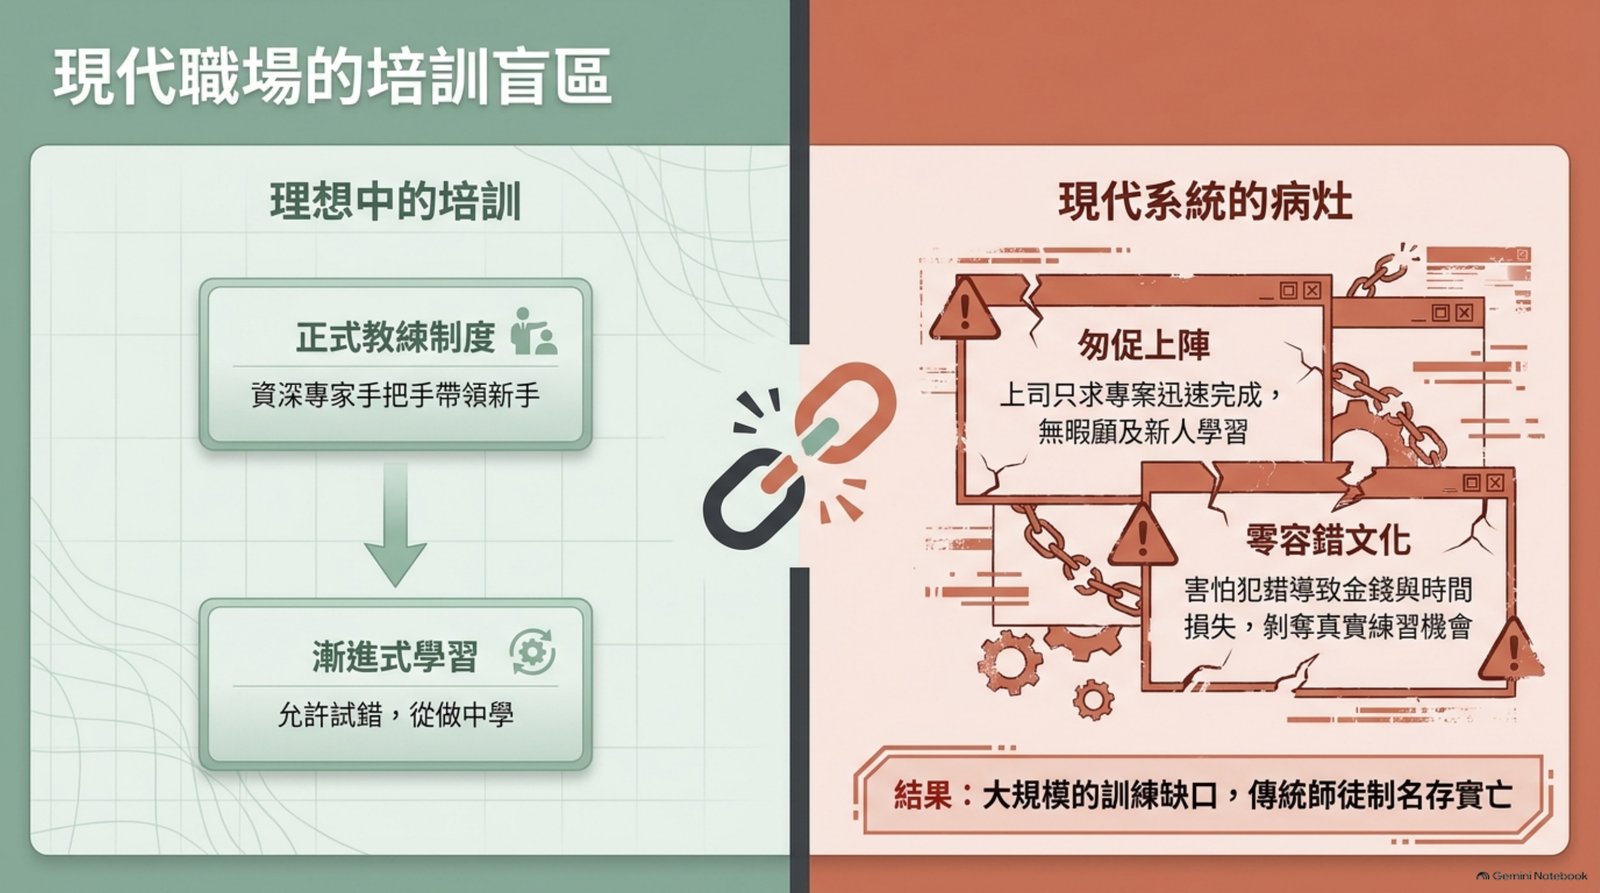 現代職場的培訓盲區
理想中的培訓
正式教練制度
資深專家手把手帶領新手
漸進式學習
允許試錯，從做中學
現代系統的病灶
匆促上陣
上司只求專案迅速完成，
無暇顧及新人學習
零容錯文化
害怕犯錯導致金錢與時間
損失，剝奪真實練習機會
結果：大規模的訓練缺口，傳統師徒制名存實亡
Gemini Notebook